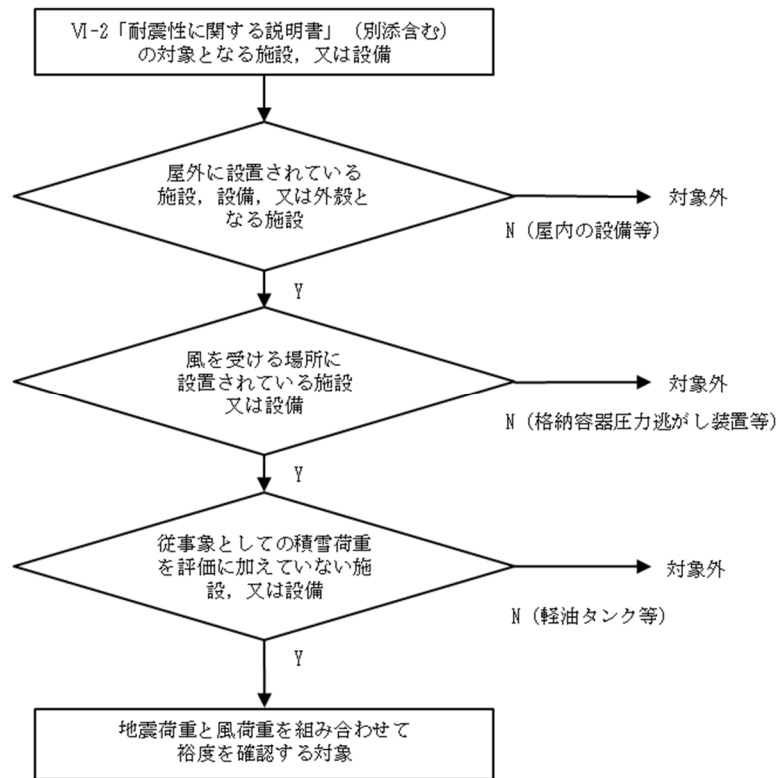 Ⅵ-2「耐震性に関する説明書」（別添含む）
の対象となる施設，又は設備
屋外に設置されている
施設，設備，又は外殻と
なる施設
対象外
N（屋内の設備等）
Y
風を受ける場所に
設置されている施設
又は設備
対象外
N（格納容器圧力逃がし装置等）
Y
従事象としての積雪荷重
を評価に加えていない施
設，又は設備
対象外
N（軽油タンク等）
Y
地震荷重と風荷重を組み合わせて
裕度を確認する対象